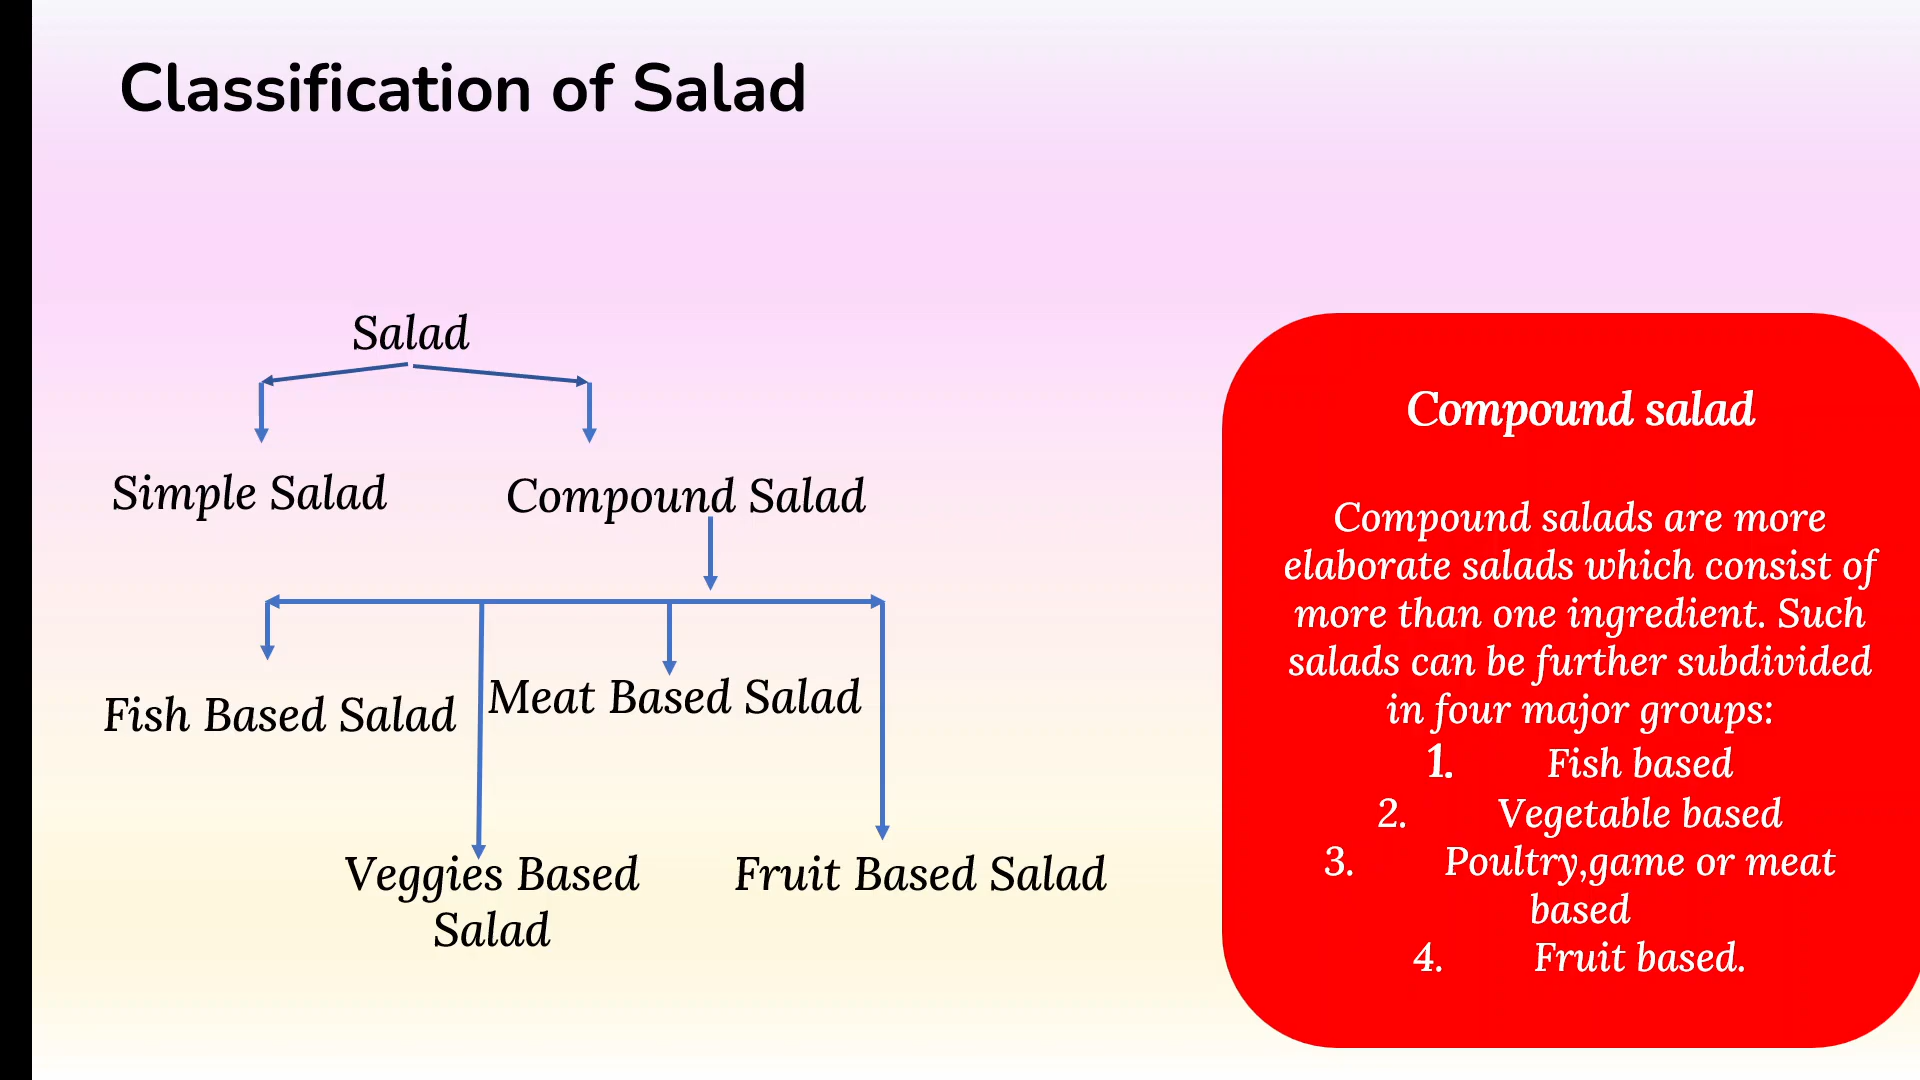 Classification of Salad
Salad
Simple Salad
Compound Salad
Fish Based Salad
Meat Based Salad
Veggies Based
Salad
Fruit Based Salad
Compound salad
Compound salads are more
elaborate salads which consist of
more than one ingredient. Such
salads can be further subdivided
in four major groups:
1. Fish based
2. Vegetable based
3. Poultry,game or meat
based
4. Fruit based.